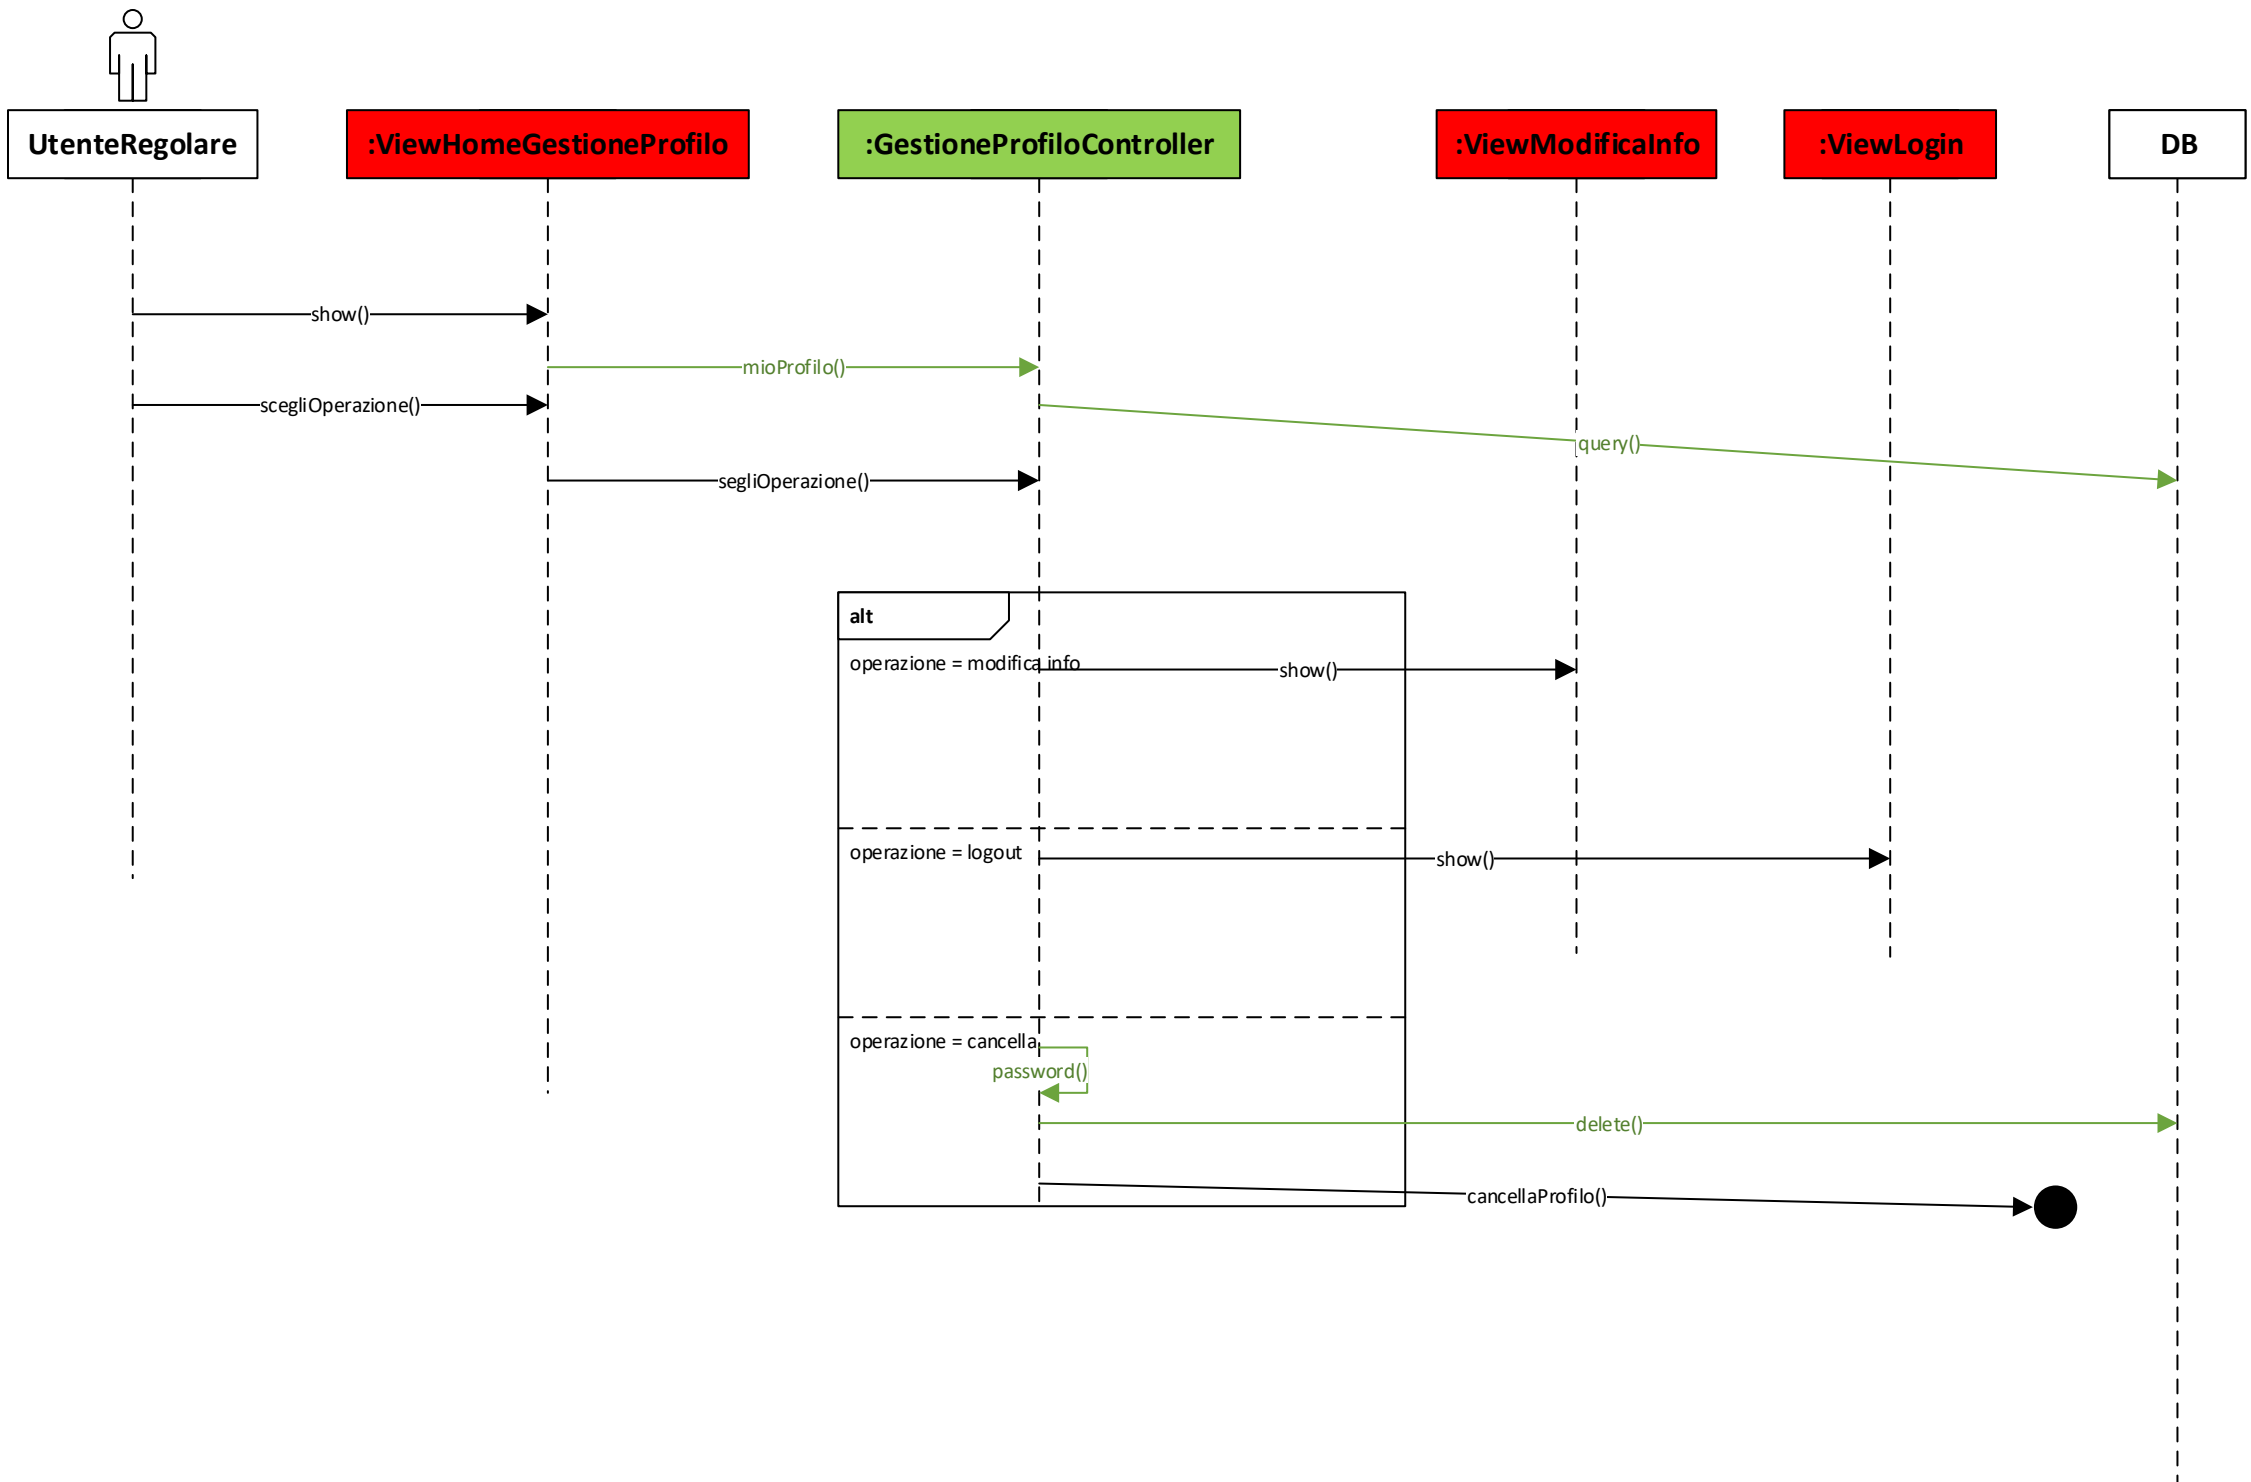 UtenteRegolare
:ViewHomeGestioneProfilo
:GestioneProfiloController
:ViewModificaInfo
:ViewLogin
DB
show()
mioProfilo()
scegliOperazione()
query()
segliOperazione()
alt
operazione = modifica info
show()
operazione = logout
show()
operazione = cancella
password()
delete()
cancellaProfilo()